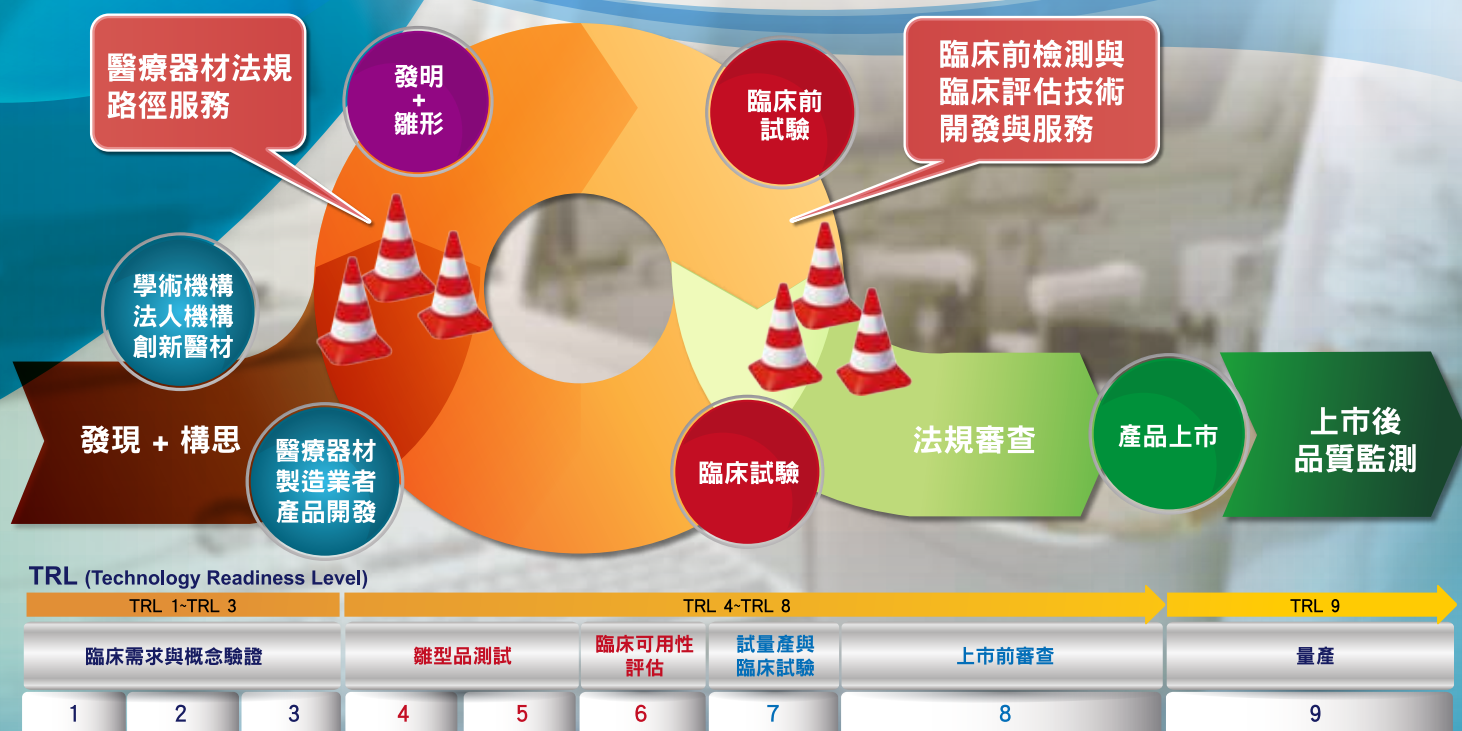 醫療器材法規
路徑服務
發明
+
雛形
臨床前
試驗
臨床前檢測與
臨床評估技術
開發與服務
學術機構
法人機構
創新醫材
發現 + 構思
醫療器材
製造業者
產品開發
臨床試驗
法規審查
產品上市
上市後
品質監測
TRL (Technology Readiness Level)
TRL 1~TRL 3
TRL 4~TRL 8
TRL 9
臨床需求與概念驗證
雛型品測試
臨床可用性
評估
試量產與
臨床試驗
上市前審查
量產
1 2 3 4 5 6 7 8 9